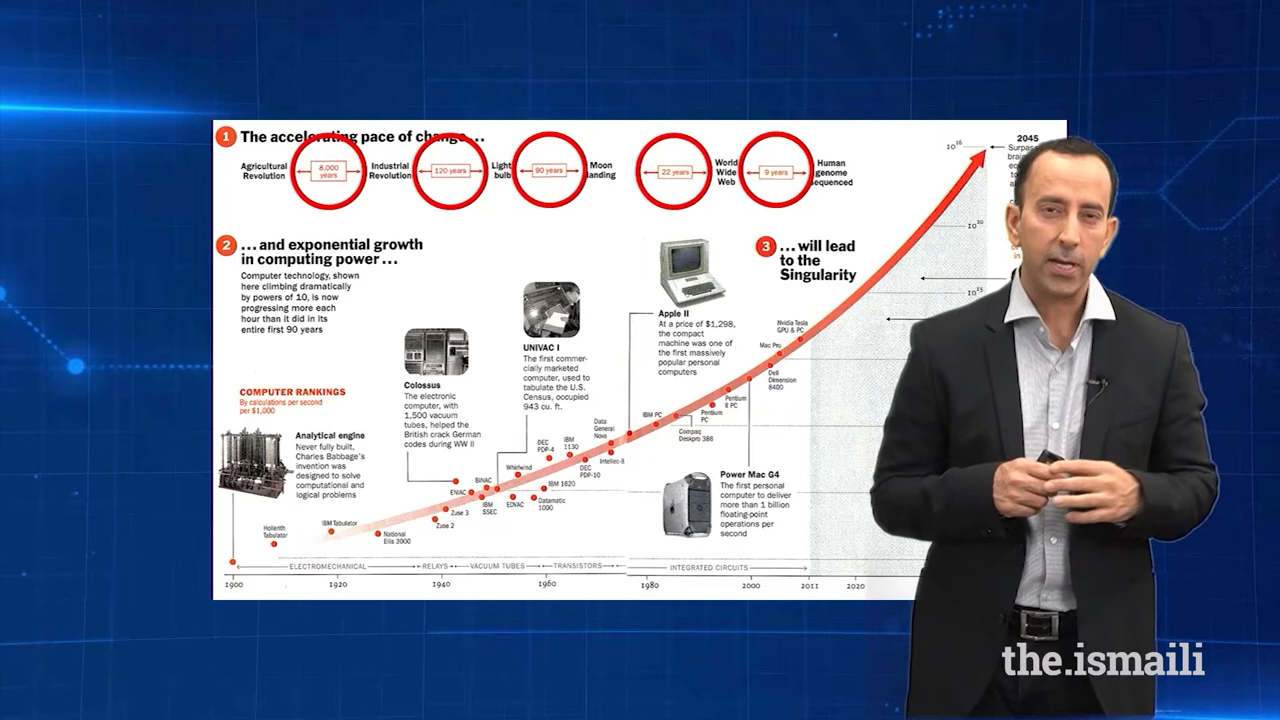 1 The accelerating pace of change...
Agricultural
Revolution
8,000
years
Industrial
Revolution
120 years
Light
bulb
90 years
Moon
landing
22 years
World
Wide
Web
9 years
Human
genome
sequenced
2045
Surpass
2 ...and exponential growth
in computing power...
Computer technology, shown
here climbing dramatically
by powers of 10, is now
progressing more each
hour than it did in its
entire first 90 years
3 ...will lead
to the
Singularity
COMPUTER RANKINGS
By calculations per second
per $1,000
Analytical engine
Never fully built,
Charles Babbage's
invention was
designed to solve
computational and
logical problems
Colossus
The electronic
computer, with
1,500 vacuum
tubes, helped the
British crack German
codes during WW II
UNIVAC I
The first commer-
cially marketed
computer, used to
tabulate the U.S.
Census, occupied
943 cu. ft.
Apple II
At a price of $1,298,
the compact
machine was one of
the first massively
popular personal
computers
Power Mac G4
The first personal
computer to deliver
more than 1 billion
floating-point
operations per
second
Hollerith
Tabulator
IBM Tabulator
National
Ellis 3000
Zuse 2
Zuse 3
ENIAC
BINAC
IBM
SSEC
Whirlwind
EDVAC
DEC
PDP-4
IBM
1130
IBM 1620
Datamatic
1000
DEC
PDP-10
Data
General
Nova
Intellec-8
IBM PC
Compaq
Deskpro 386
Pentium
PC
Pentium
II PC
Dell
Dimension
8400
Mac Pro
Nvidia Tesla
GPU & PC
ELECTROMECHANICAL
RELAYS
VACUUM TUBES
TRANSISTORS
INTEGRATED CIRCUITS
1900
1920
1940
1960
1980
2000
2011
2020
the.ismaili